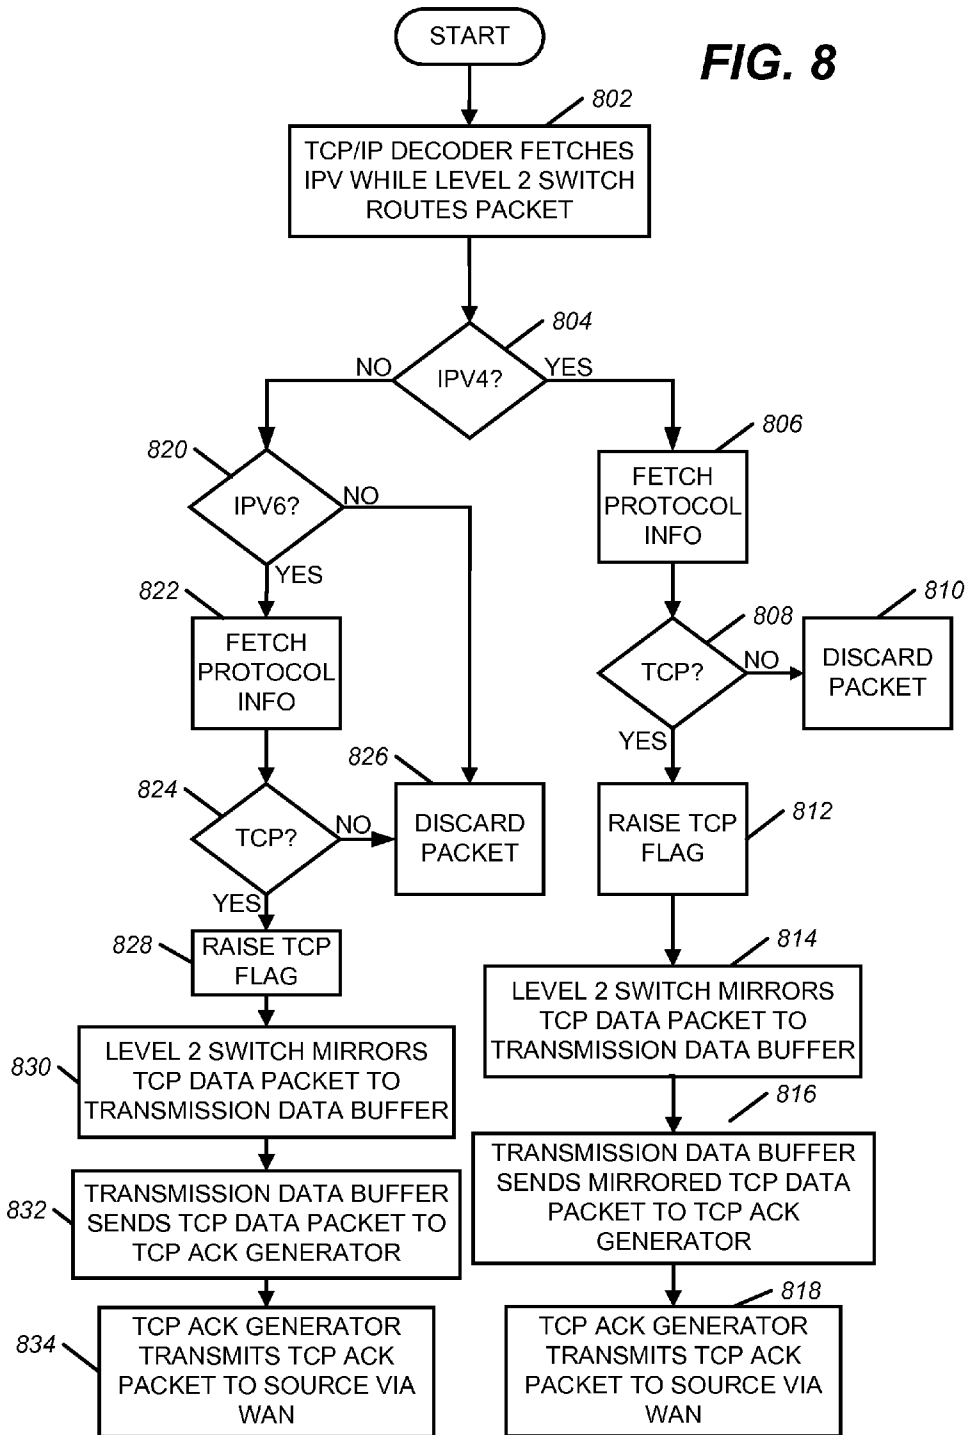 START
FIG. 8
802
TCP/IP DECODER FETCHES
IPV WHILE LEVEL 2 SWITCH
ROUTES PACKET
804
IPV4?
NO
YES
820
IPV6?
NO
YES
806
FETCH
PROTOCOL
INFO
822
FETCH
PROTOCOL
INFO
808
TCP?
NO
YES
810
DISCARD
PACKET
824
TCP?
NO
YES
826
DISCARD
PACKET
812
RAISE TCP
FLAG
828
RAISE TCP
FLAG
814
LEVEL 2 SWITCH MIRRORS
TCP DATA PACKET TO
TRANSMISSION DATA BUFFER
830
LEVEL 2 SWITCH MIRRORS
TCP DATA PACKET TO
TRANSMISSION DATA BUFFER
816
TRANSMISSION DATA BUFFER
SENDS MIRRORED TCP DATA
PACKET TO TCP ACK
GENERATOR
832
TRANSMISSION DATA BUFFER
SENDS TCP DATA PACKET TO
TCP ACK GENERATOR
818
TCP ACK GENERATOR
TRANSMITS TCP ACK
PACKET TO SOURCE VIA
WAN
834
TCP ACK GENERATOR
TRANSMITS TCP ACK
PACKET TO SOURCE VIA
WAN